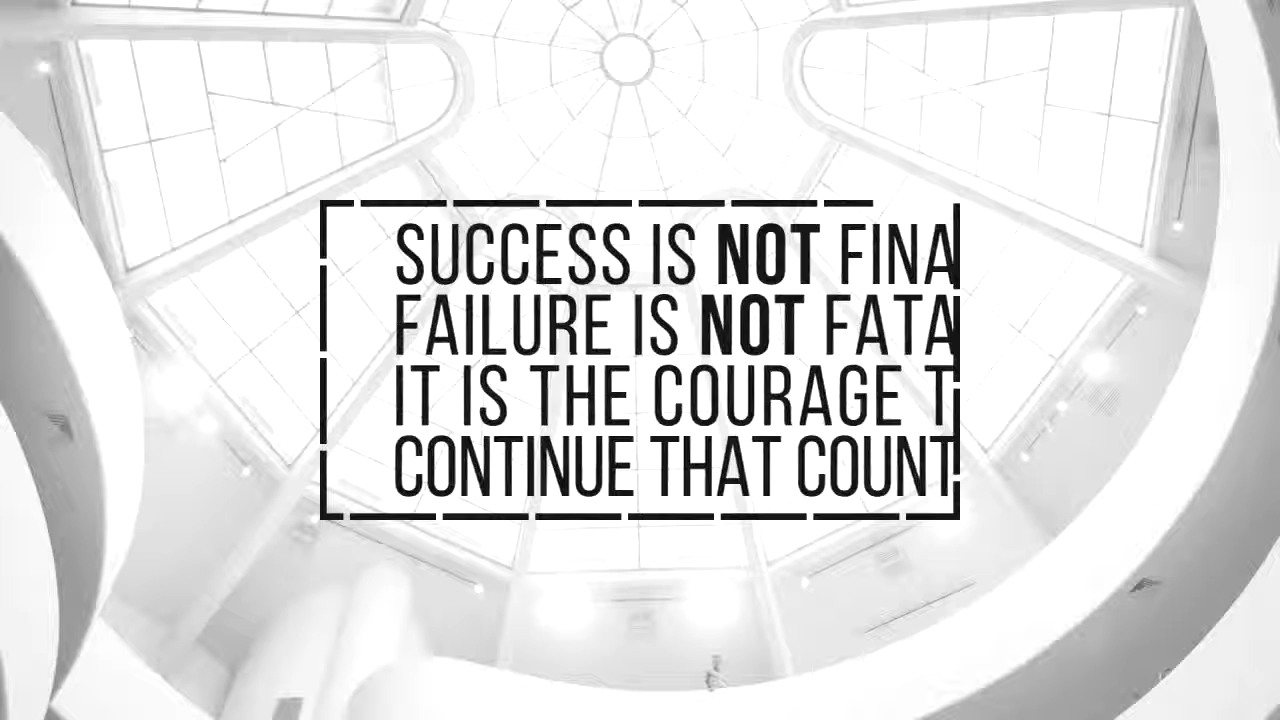 SUCCESS IS NOT FINA
FAILURE IS NOT FATA
IT IS THE COURAGE T
CONTINUE THAT COUNT